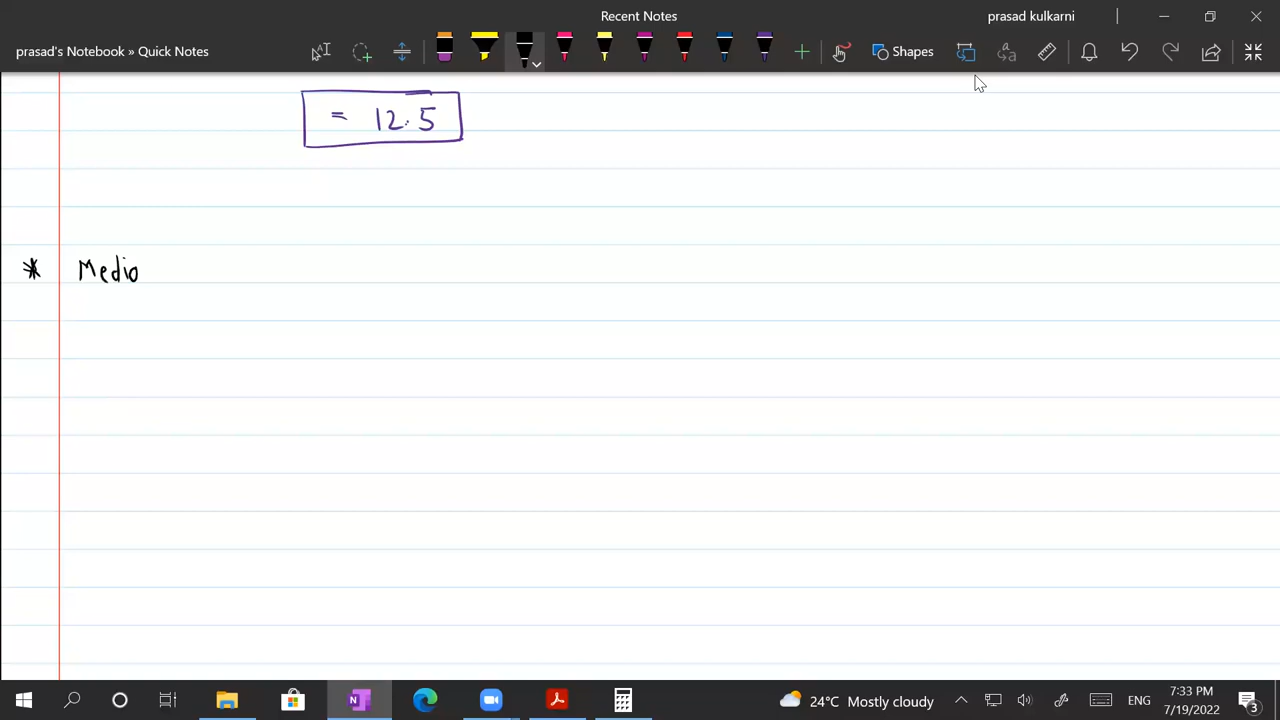 Recent Notes
prasad kulkarni
prasad's Notebook » Quick Notes
Shapes
= 12.5
* Medio
24°C Mostly cloudy
ENG
7:33 PM
7/19/2022
3